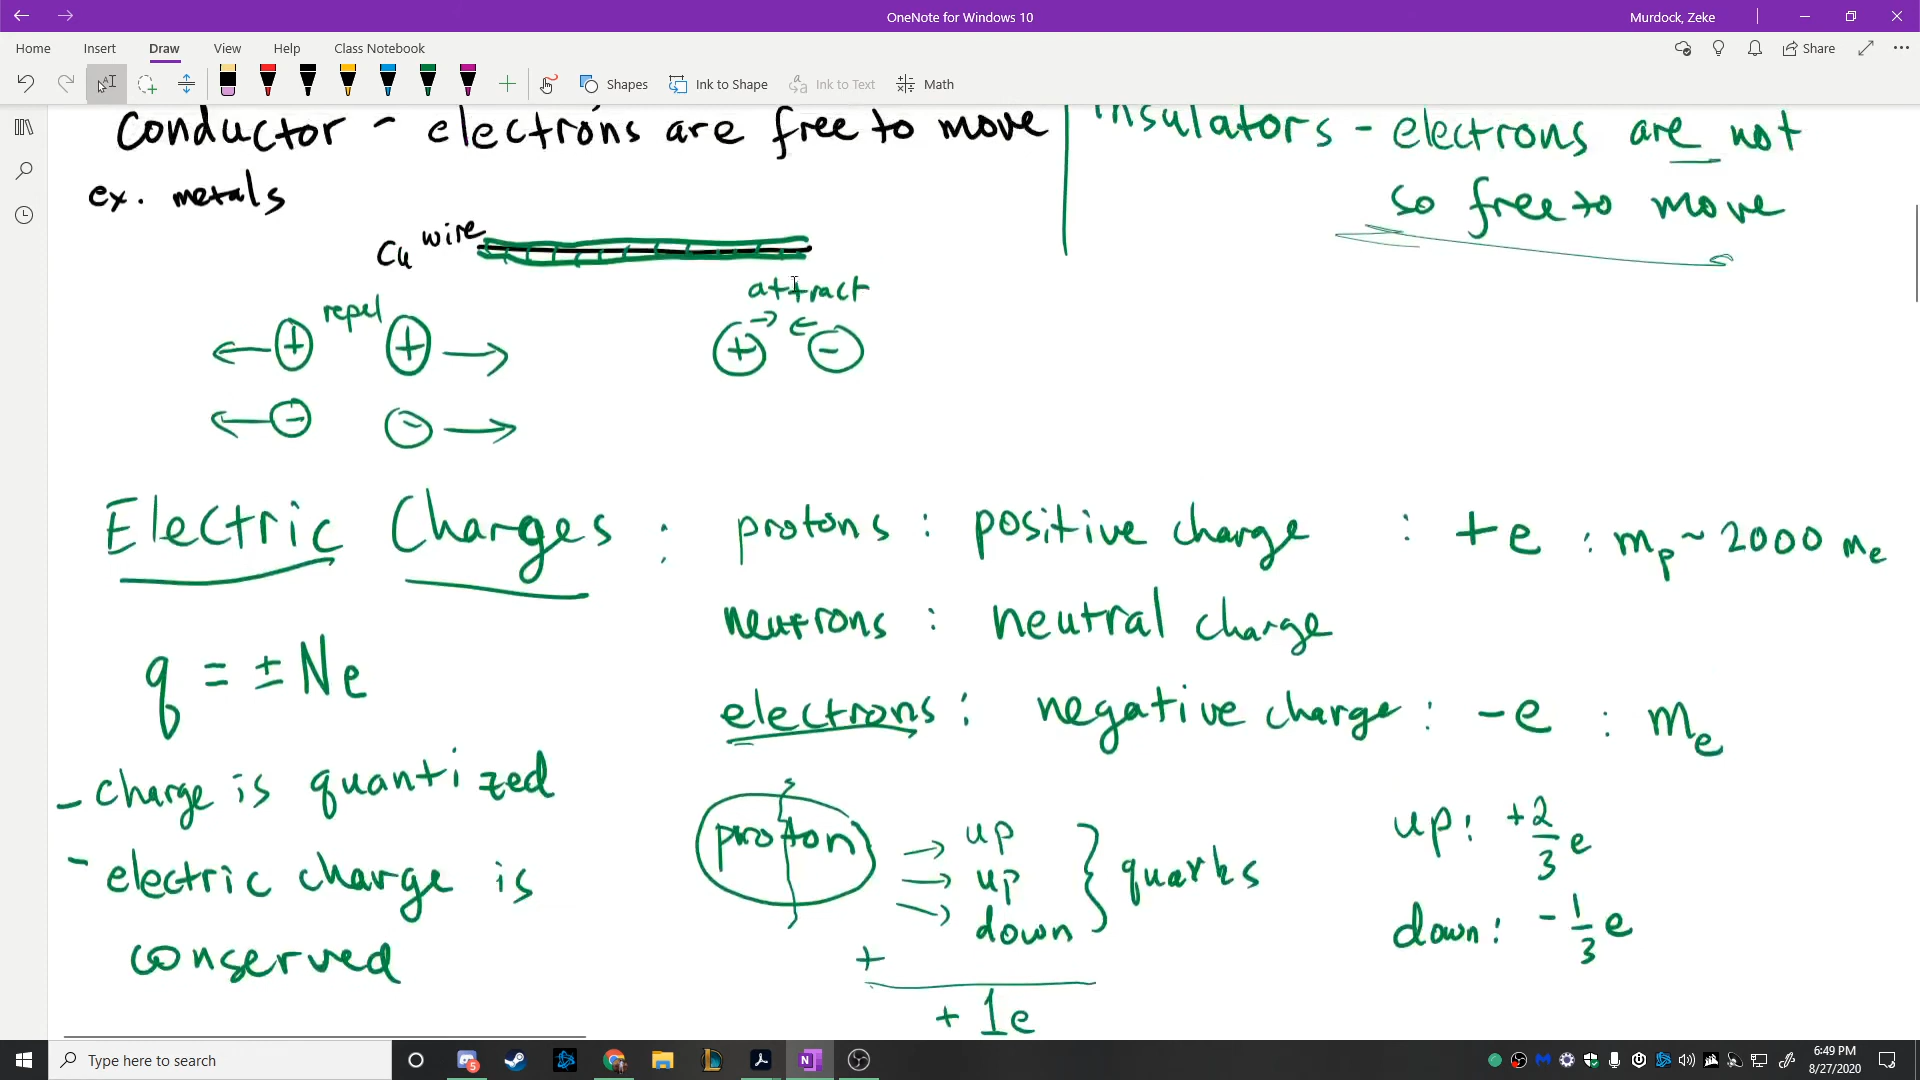 OneNote for Windows 10
Murdock, Zeke
Home Insert Draw View Help Class Notebook
Share
Shapes Ink to Shape Ink to Text Math
Conductor - electrons are free to move
ex. metals
Cu wire
Insulators - electrons are not
so free to move
repel
+ +
- -
attract
+ -
Electric Charges : protons : positive charge : +e : mp ~ 2000 me
neutrons : neutral charge
electrons : negative charge : -e : me
q = ± Ne
- charge is quantized
- electric charge is
conserved
proton
up
up
down
quarks
+
+ 1e
up: +2/3 e
down: -1/3 e
Type here to search
5
6:49 PM
8/27/2020